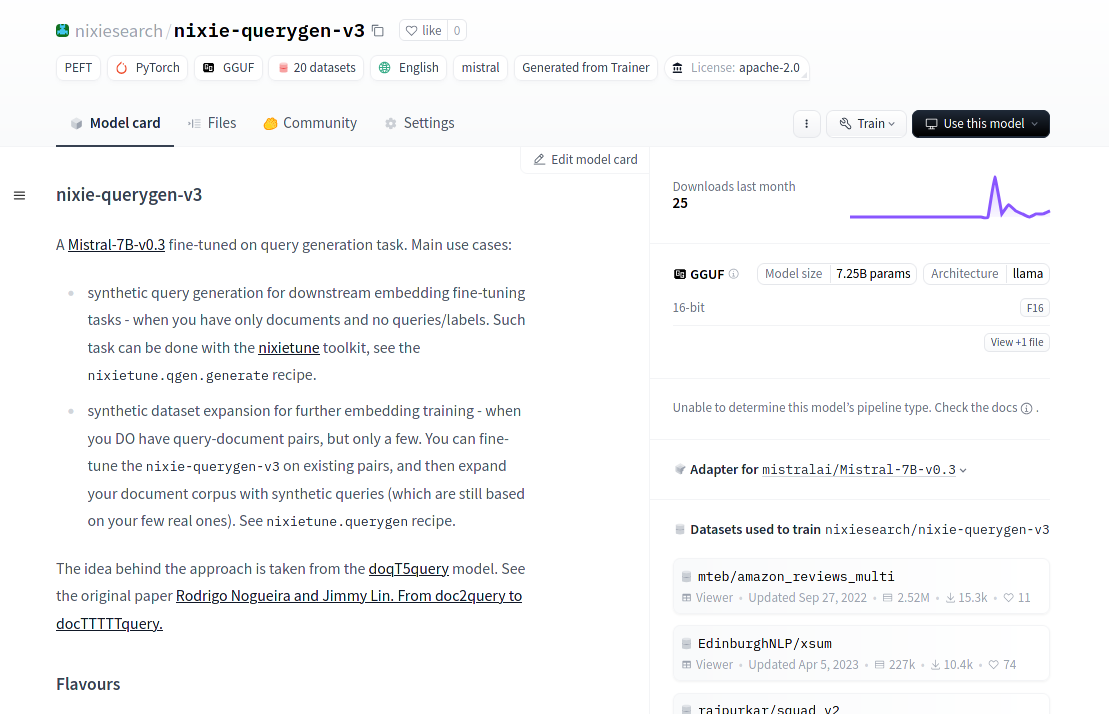 nixiesearch/nixie-querygen-v3 like 0
PEFT PyTorch GGUF 20 datasets English mistral Generated from Trainer License: apache-2.0
Model card Files Community Settings Train Use this model
Edit model card
nixie-querygen-v3
A Mistral-7B-v0.3 fine-tuned on query generation task. Main use cases:
synthetic query generation for downstream embedding fine-tuning
tasks - when you have only documents and no queries/labels. Such
task can be done with the nixietune toolkit, see the
nixietune.qgen.generate recipe.
synthetic dataset expansion for further embedding training - when
you DO have query-document pairs, but only a few. You can fine-
tune the nixie-querygen-v3 on existing pairs, and then expand
your document corpus with synthetic queries (which are still based
on your few real ones). See nixietune.querygen recipe.
The idea behind the approach is taken from the doqT5query model. See
the original paper Rodrigo Nogueira and Jimmy Lin. From doc2query to
docTTTTTquery.
Flavours
Downloads last month
25
GGUF Model size 7.25B params Architecture llama
16-bit F16
View +1 file
Unable to determine this model's pipeline type. Check the docs .
Adapter for mistralai/Mistral-7B-v0.3
Datasets used to train nixiesearch/nixie-querygen-v3
mteb/amazon_reviews_multi
Viewer • Updated Sep 27, 2022 • 2.52M • 15.3k • 11
EdinburghNLP/xsum
Viewer • Updated Apr 5, 2023 • 227k • 10.4k • 74
rajpurkar/squad_v2